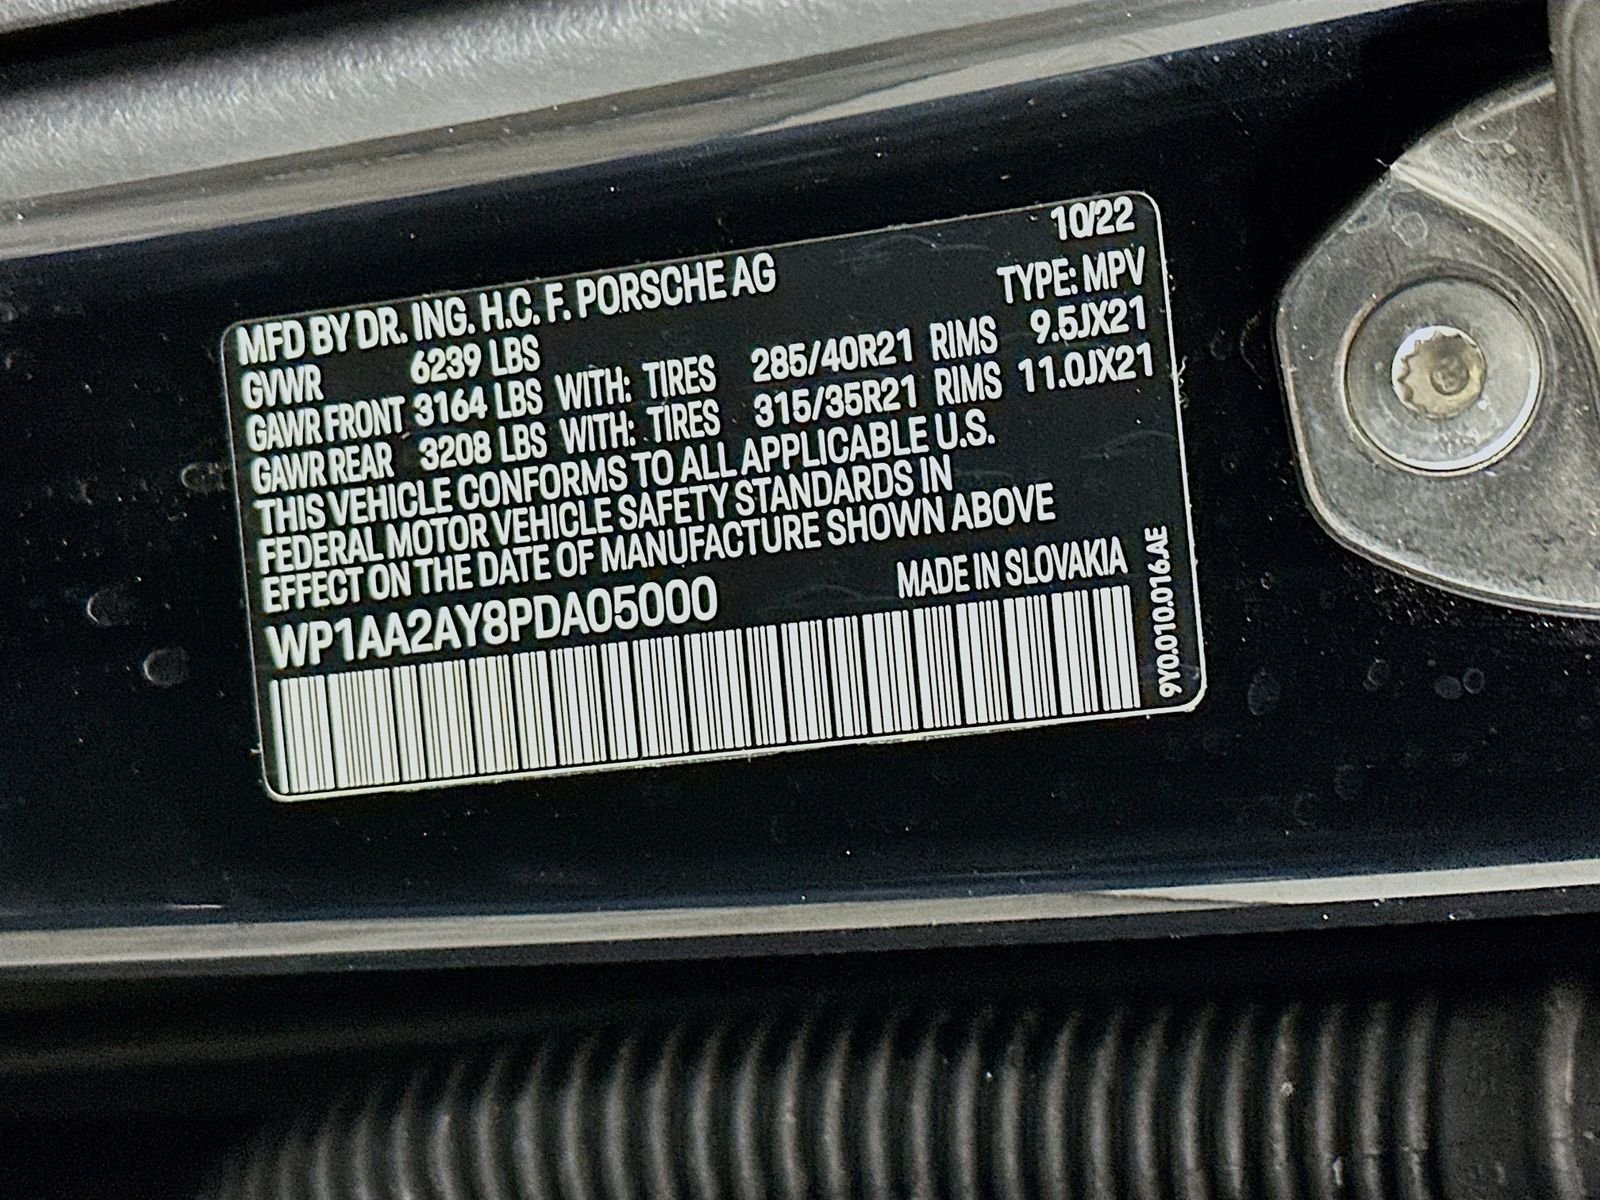 10/22
MFD BY DR. ING. H.C. F. PORSCHE AG TYPE: MPV
GVWR 6239 LBS
GAWR FRONT 3164 LBS WITH: TIRES 285/40R21 RIMS 9.5JX21
GAWR REAR 3208 LBS WITH: TIRES 315/35R21 RIMS 11.0JX21
THIS VEHICLE CONFORMS TO ALL APPLICABLE U.S.
FEDERAL MOTOR VEHICLE SAFETY STANDARDS IN
EFFECT ON THE DATE OF MANUFACTURE SHOWN ABOVE
WP1AA2AY8PDA05000 MADE IN SLOVAKIA
9Y0.010.016.AE